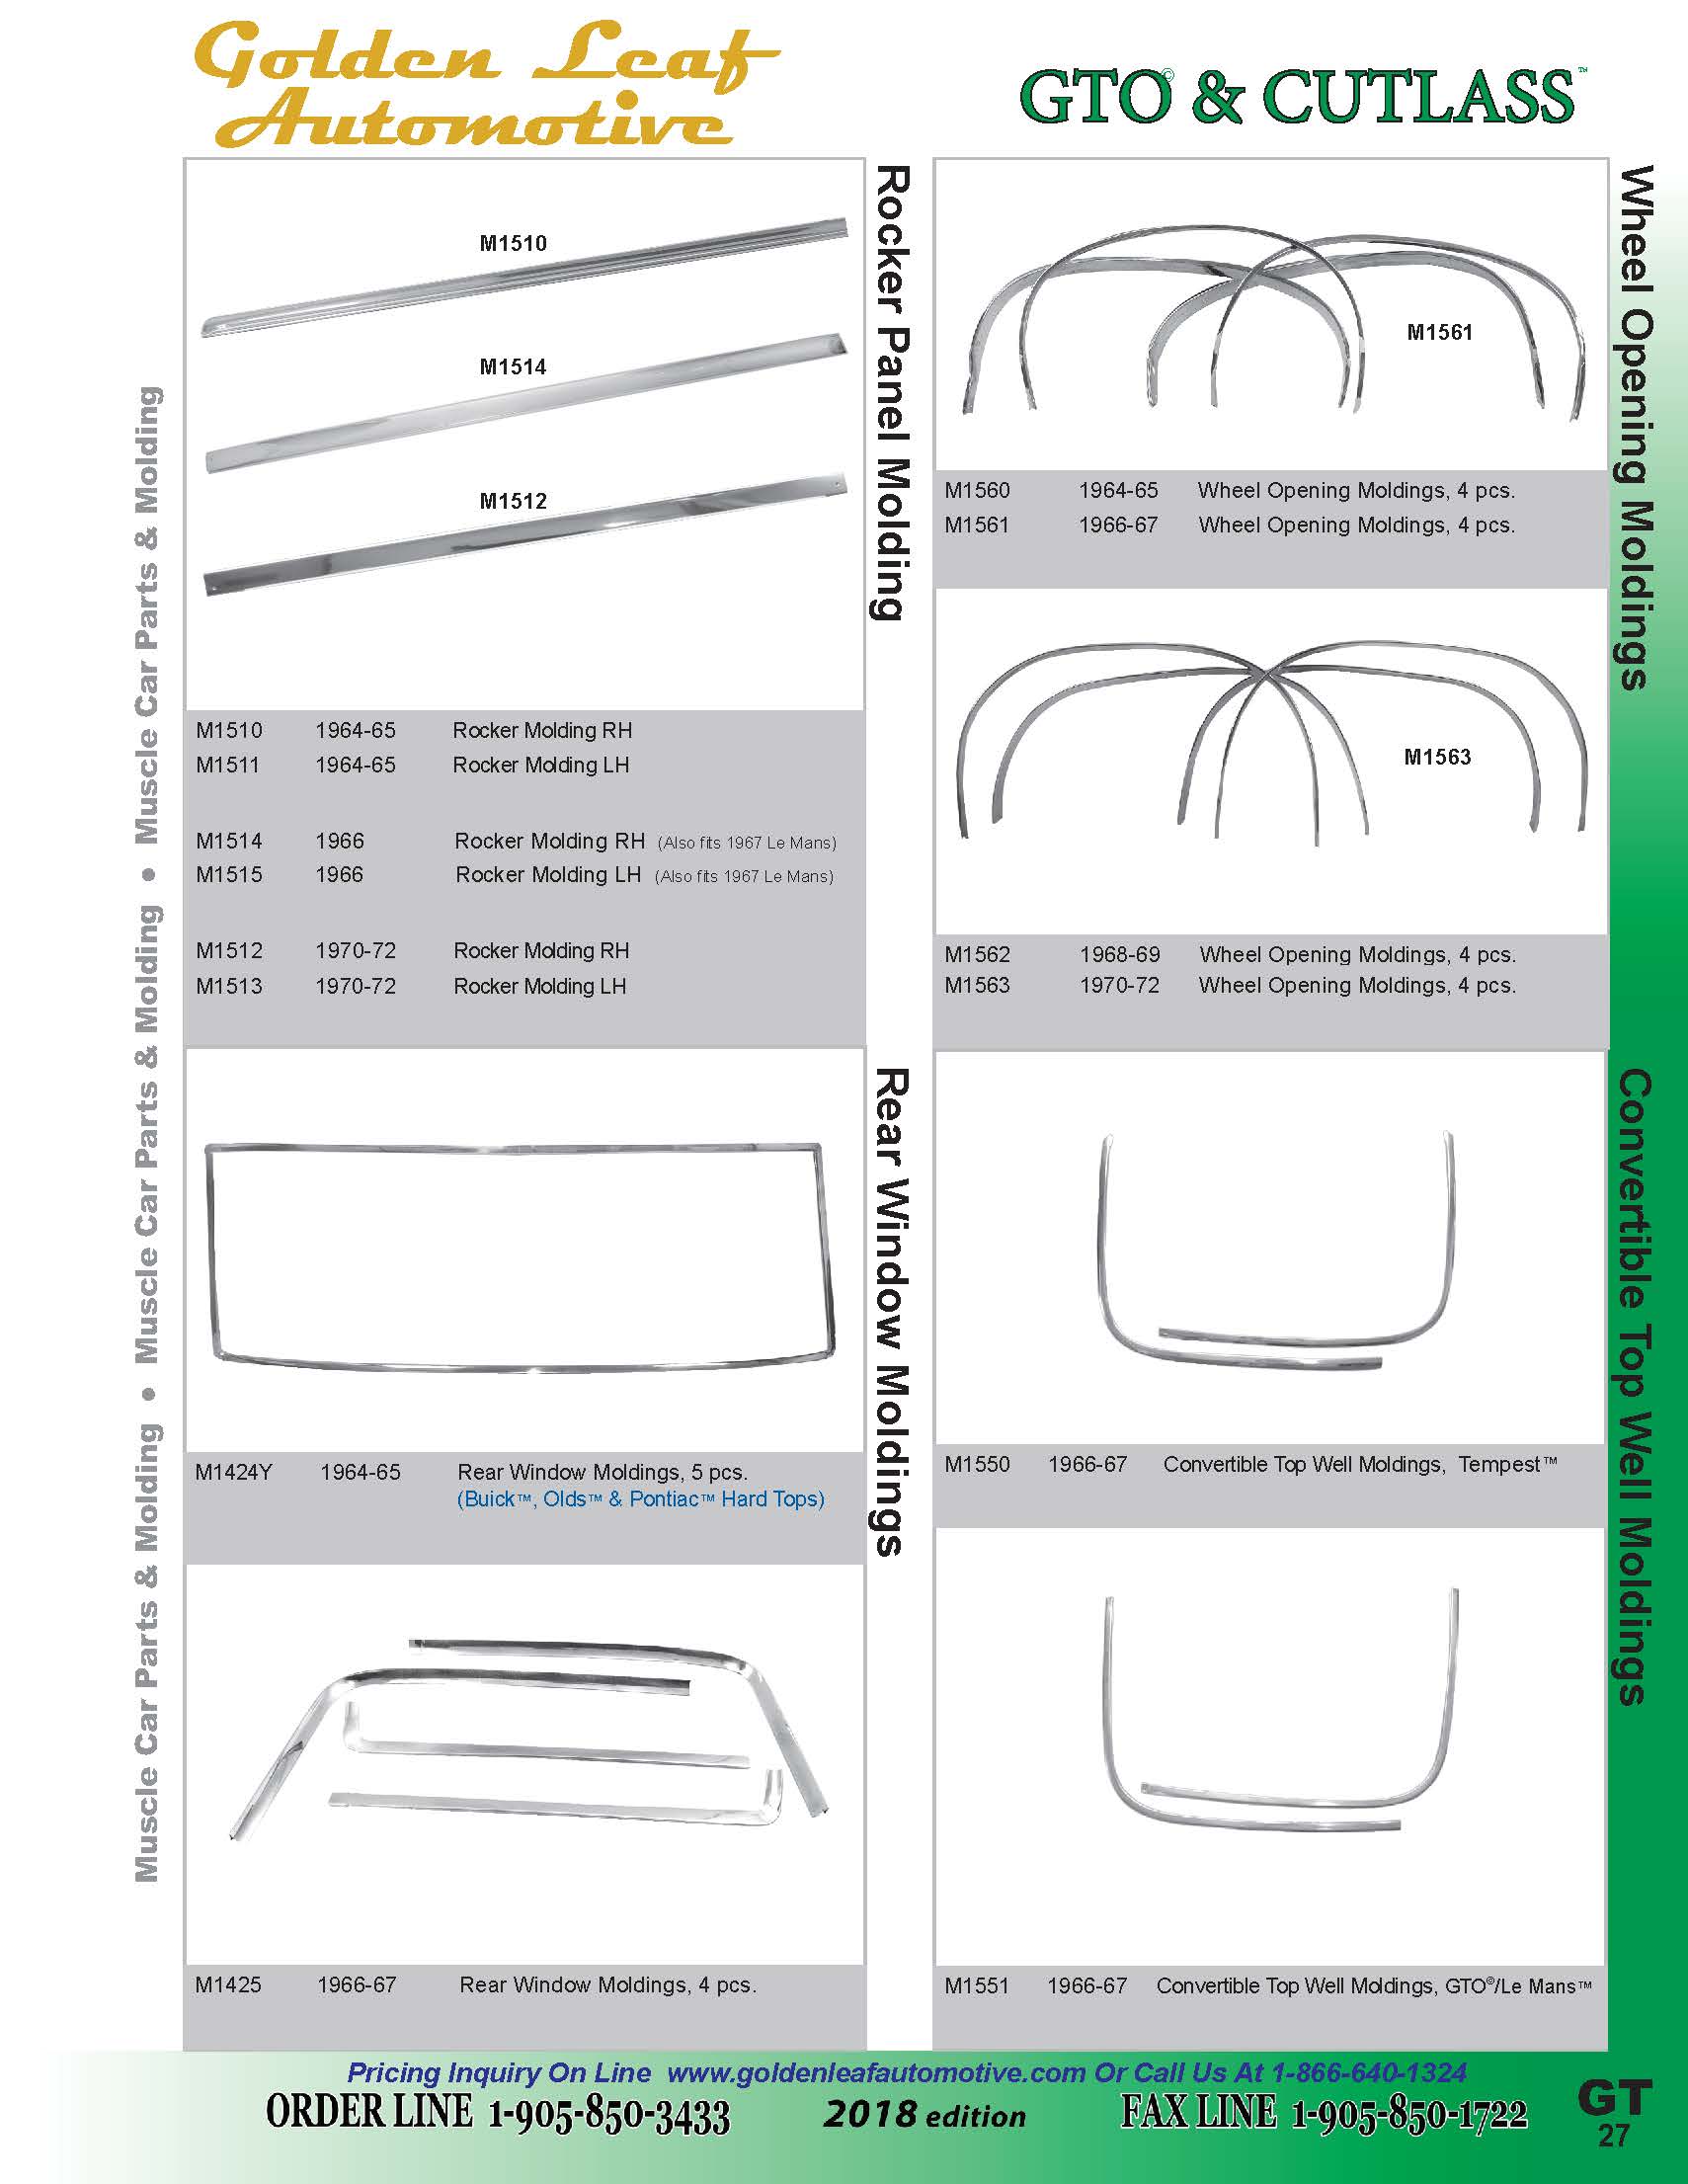 Golden Leaf
Automotive
GTO© & CUTLASS™
Muscle Car Parts & Molding • Muscle Car Parts & Molding • Muscle Car Parts & Molding
Rocker Panel Molding
M1510
M1514
M1512
M1510 1964-65 Rocker Molding RH
M1511 1964-65 Rocker Molding LH
M1514 1966 Rocker Molding RH (Also fits 1967 Le Mans)
M1515 1966 Rocker Molding LH (Also fits 1967 Le Mans)
M1512 1970-72 Rocker Molding RH
M1513 1970-72 Rocker Molding LH
Rear Window Moldings
M1424Y 1964-65 Rear Window Moldings, 5 pcs.
(Buick™, Olds™ & Pontiac™ Hard Tops)
M1425 1966-67 Rear Window Moldings, 4 pcs.
Wheel Opening Moldings
M1561
M1560 1964-65 Wheel Opening Moldings, 4 pcs.
M1561 1966-67 Wheel Opening Moldings, 4 pcs.
M1563
M1562 1968-69 Wheel Opening Moldings, 4 pcs.
M1563 1970-72 Wheel Opening Moldings, 4 pcs.
Convertible Top Well Moldings
M1550 1966-67 Convertible Top Well Moldings, Tempest™
M1551 1966-67 Convertible Top Well Moldings, GTO®/Le Mans™
Pricing Inquiry On Line www.goldenleafautomotive.com Or Call Us At 1-866-640-1324
ORDER LINE 1-905-850-3433 2018 edition FAX LINE 1-905-850-1722
GT
27